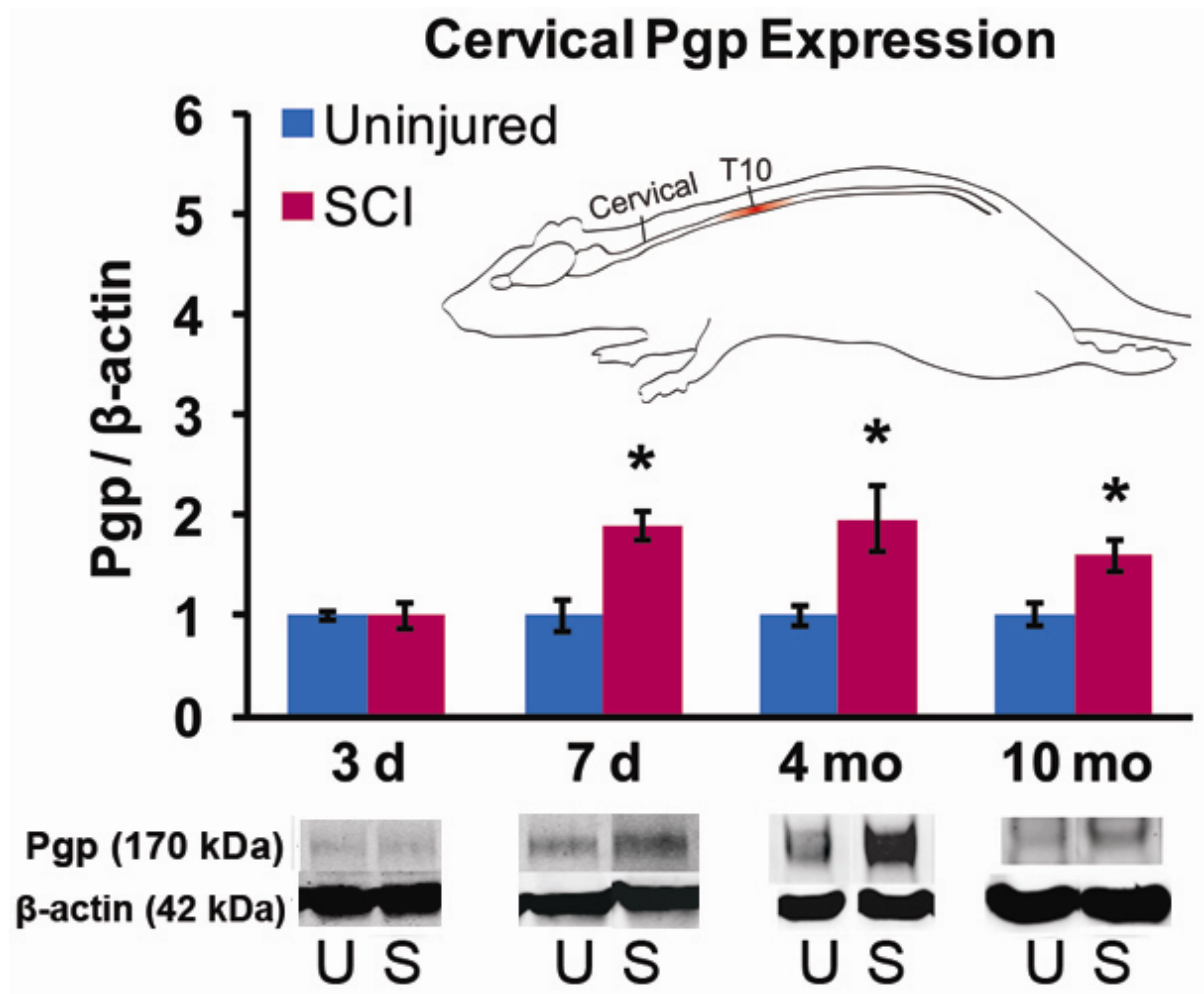 Cervical Pgp Expression
6
Uninjured
SCI
5
4
3
2
1
0
Pgp / β-actin
Cervical
T10
*
*
*
3 d
7 d
4 mo
10 mo
Pgp (170 kDa)
β-actin (42 kDa)
U S
U S
U S
U S